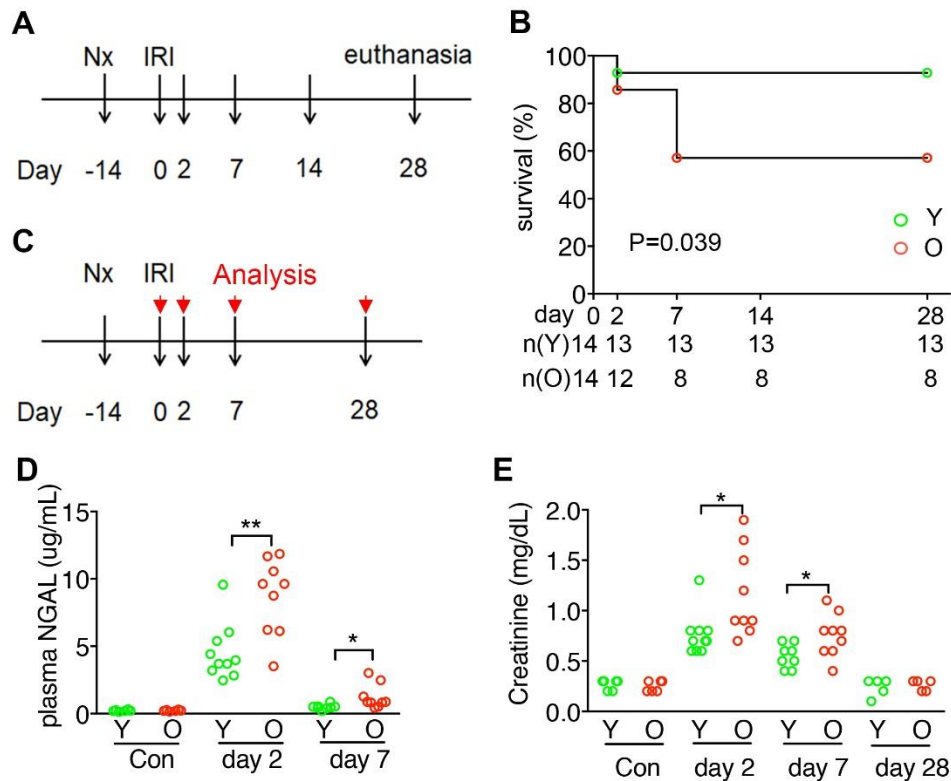 A
Nx IRI euthanasia
Day -14 0 2 7 14 28
B
survival (%)
100
80
60
40
20
0
P=0.039
Y
O
day 0 2 7 14 28
n(Y) 14 13 13 13 13
n(O) 14 12 8 8 8
C
Nx IRI Analysis
Day -14 0 2 7 28
D
plasma NGAL (ug/mL)
15
10
5
0
**
*
Y O Y O Y O
Con day 2 day 7
E
Creatinine (mg/dL)
2.0
1.5
1.0
0.5
0.0
*
*
Y O Y O Y O Y O
Con day 2 day 7 day 28